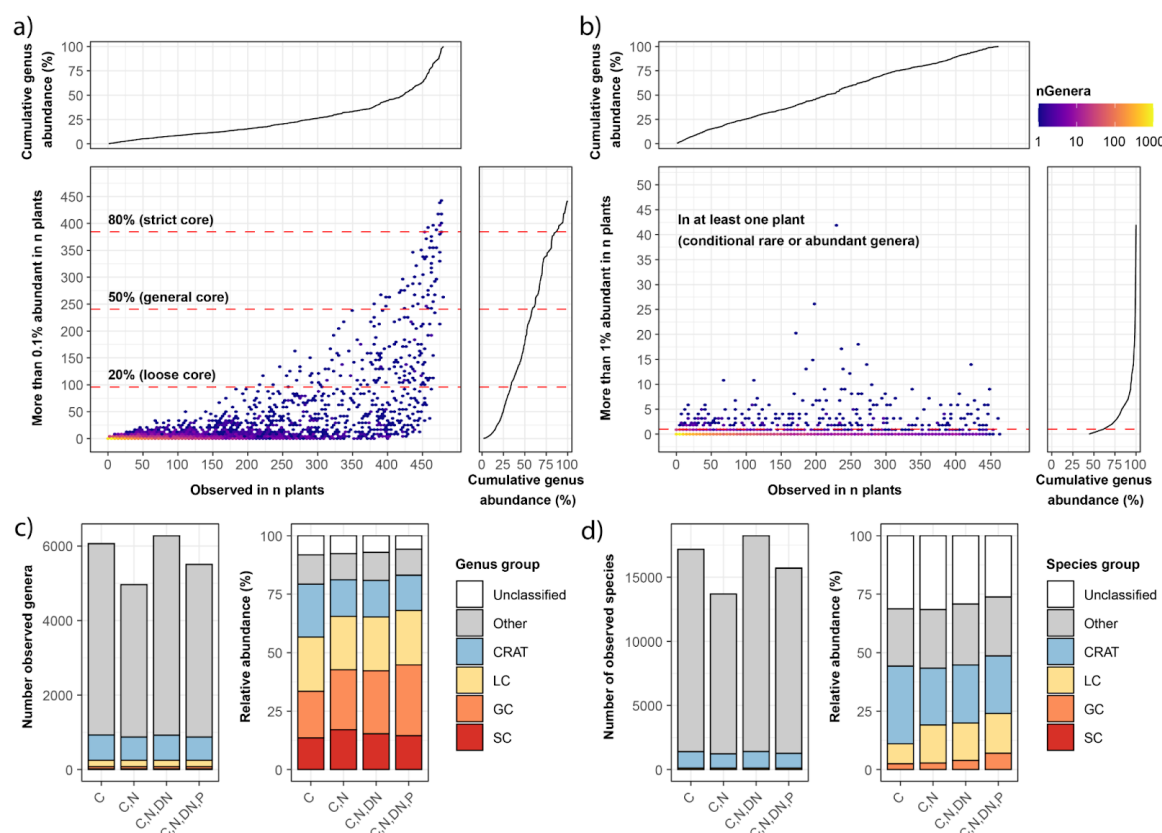 a)
Cumulative genus
abundance (%)
100
75
50
25
0
More than 0.1% abundant in n plants
450
400
350
300
250
200
150
100
50
0
80% (strict core)
50% (general core)
20% (loose core)
0 50 100 150 200 250 300 350 400 450
Observed in n plants
0 25 50 75 100
Cumulative genus
abundance (%)
b)
Cumulative genus
abundance (%)
100
75
50
25
0
nGenera
1 10 100 1000
More than 1% abundant in n plants
50
45
40
35
30
25
20
15
10
5
0
In at least one plant
(conditional rare or abundant genera)
0 50 100 150 200 250 300 350 400 450
Observed in n plants
0 25 50 75 100
Cumulative genus
abundance (%)
c)
Number observed genera
6000
4000
2000
0
C
C,N
C,N,DN
C,N,DN,P
Relative abundance (%)
100
75
50
25
0
C
C,N
C,N,DN
C,N,DN,P
Genus group
Unclassified
Other
CRAT
LC
GC
SC
d)
Number of observed species
15000
10000
5000
0
C
C,N
C,N,DN
C,N,DN,P
Relative abundance (%)
100
75
50
25
0
C
C,N
C,N,DN
C,N,DN,P
Species group
Unclassified
Other
CRAT
LC
GC
SC